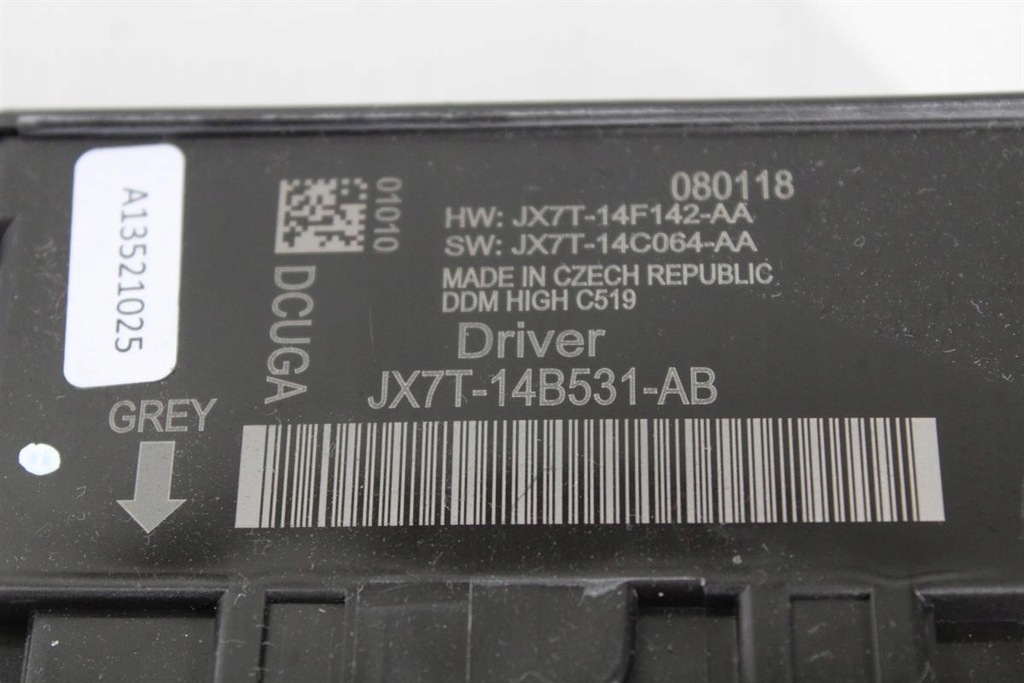 A13521025
01010
DCUGA
080118
HW: JX7T-14F142-AA
SW: JX7T-14C064-AA
MADE IN CZECH REPUBLIC
DDM HIGH C519
Driver
JX7T-14B531-AB
GREY